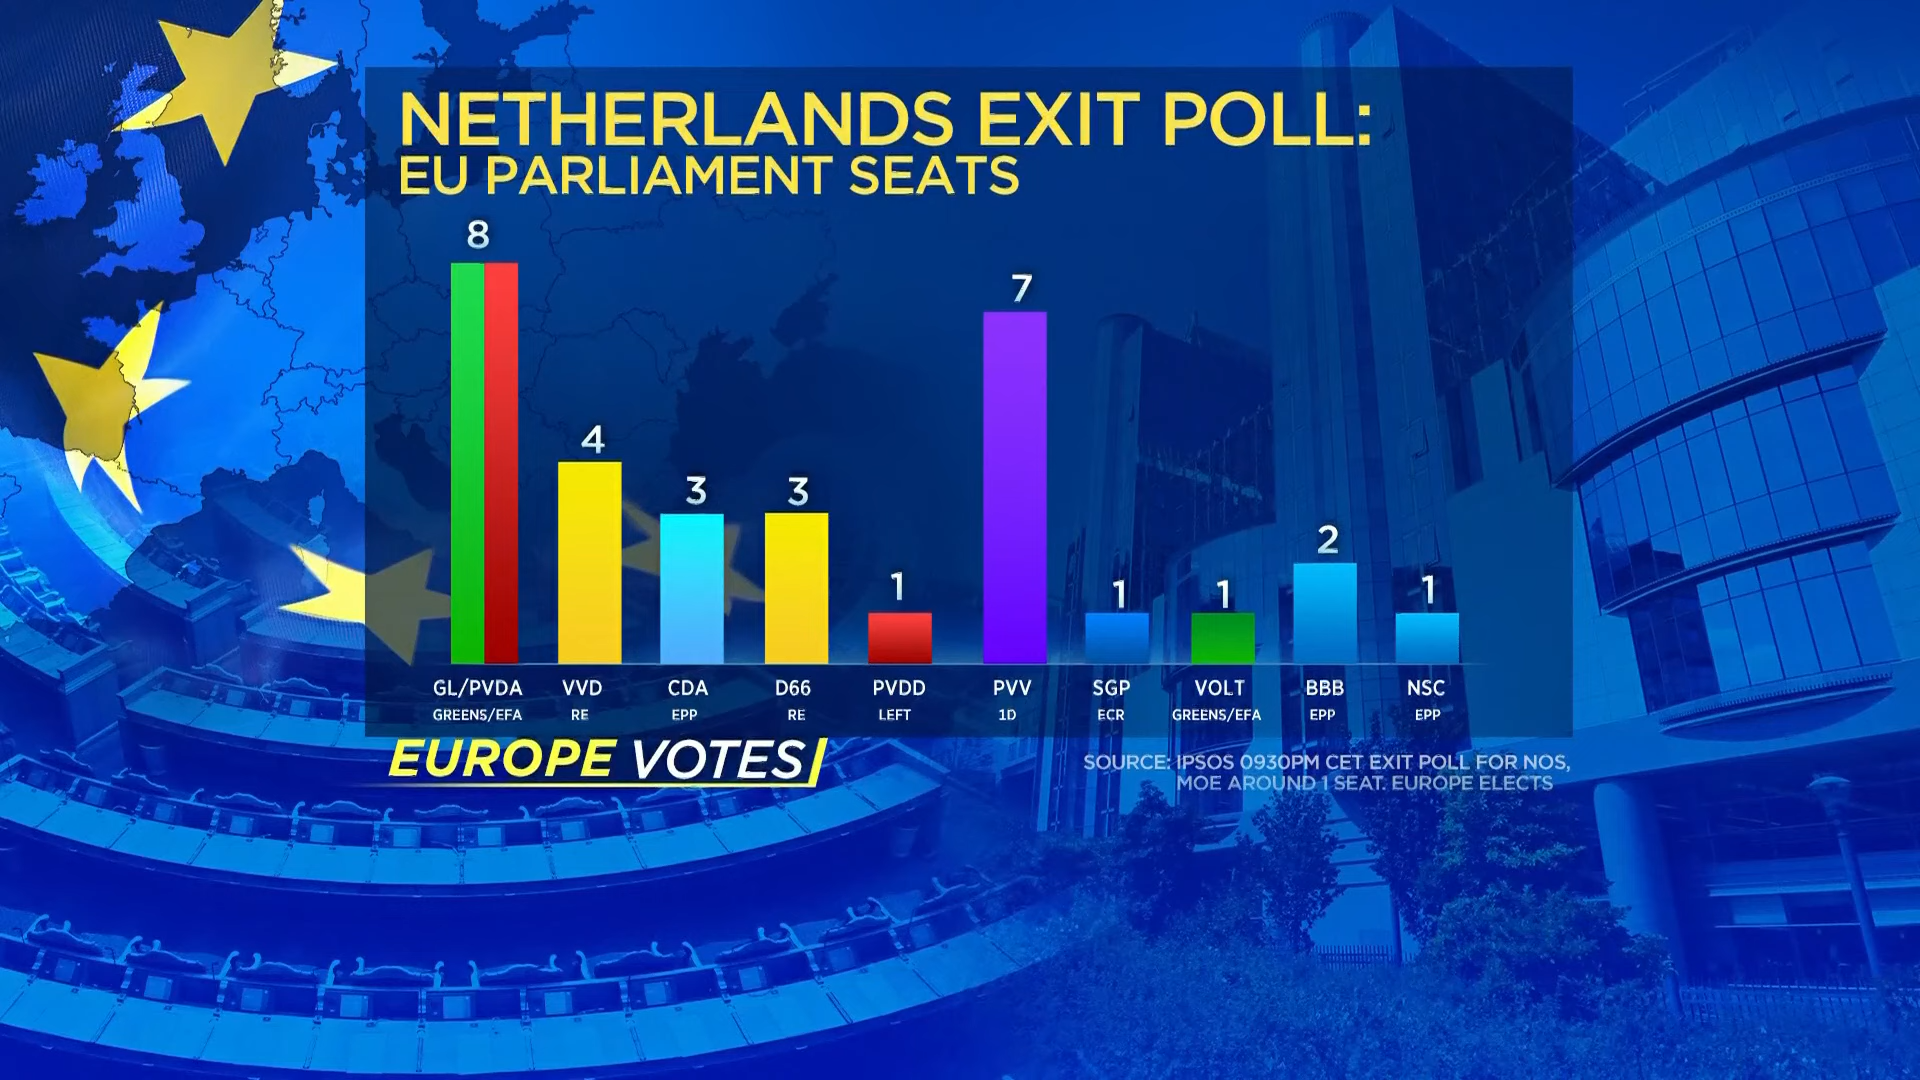 NETHERLANDS EXIT POLL:
EU PARLIAMENT SEATS
8
4
3
3
1
7
1
1
2
1
GL/PVDA
GREENS/EFA
VVD
RE
CDA
EPP
D66
RE
PVDD
LEFT
PVV
1D
SGP
ECR
VOLT
GREENS/EFA
BBB
EPP
NSC
EPP
EUROPE VOTES
SOURCE: IPSOS 0930PM CET EXIT POLL FOR NOS,
MOE AROUND 1 SEAT. EUROPE ELECTS